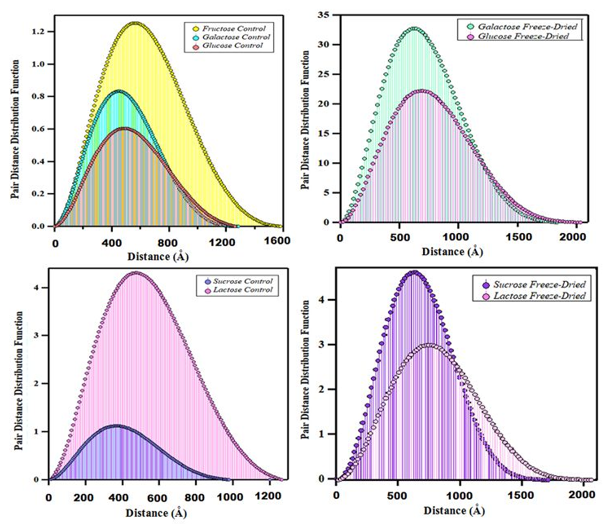 Pair Distance Distribution Function
1.2
1.0
0.8
0.6
0.4
0.2
0.0
Fructose Control
Galactose Control
Glucose Control
0 400 800 1200 1600
Distance (Å)
Pair Distance Distribution Function
35
30
25
20
15
10
5
0
Galactose Freeze-Dried
Glucose Freeze-Dried
0 500 1000 1500 2000
Distance (Å)
Pair Distance Distribution Function
4
3
2
1
0
Sucrose Control
Lactose Control
0 200 400 600 800 1000 1200
Distance (Å)
Pair Distance Distribution Function
4
3
2
1
0
Sucrose Freeze-Dried
Lactose Freeze-Dried
0 500 1000 1500 2000
Distance (Å)